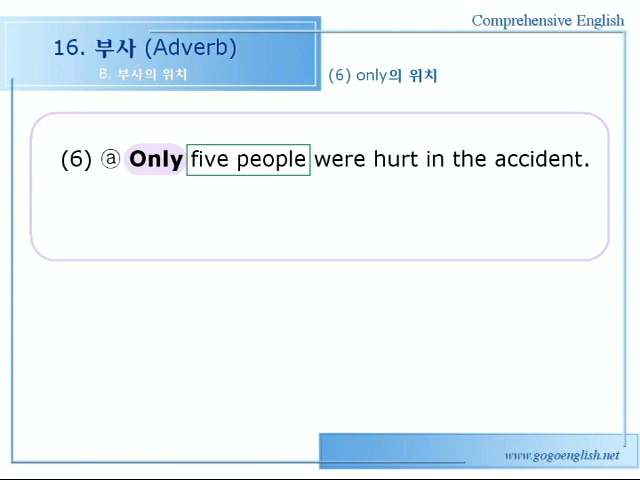 Comprehensive English
16. 부사 (Adverb)
B. 부사의 위치
(6) only의 위치
(6) ⓐ Only five people were hurt in the accident.
www.gogoenglish.net